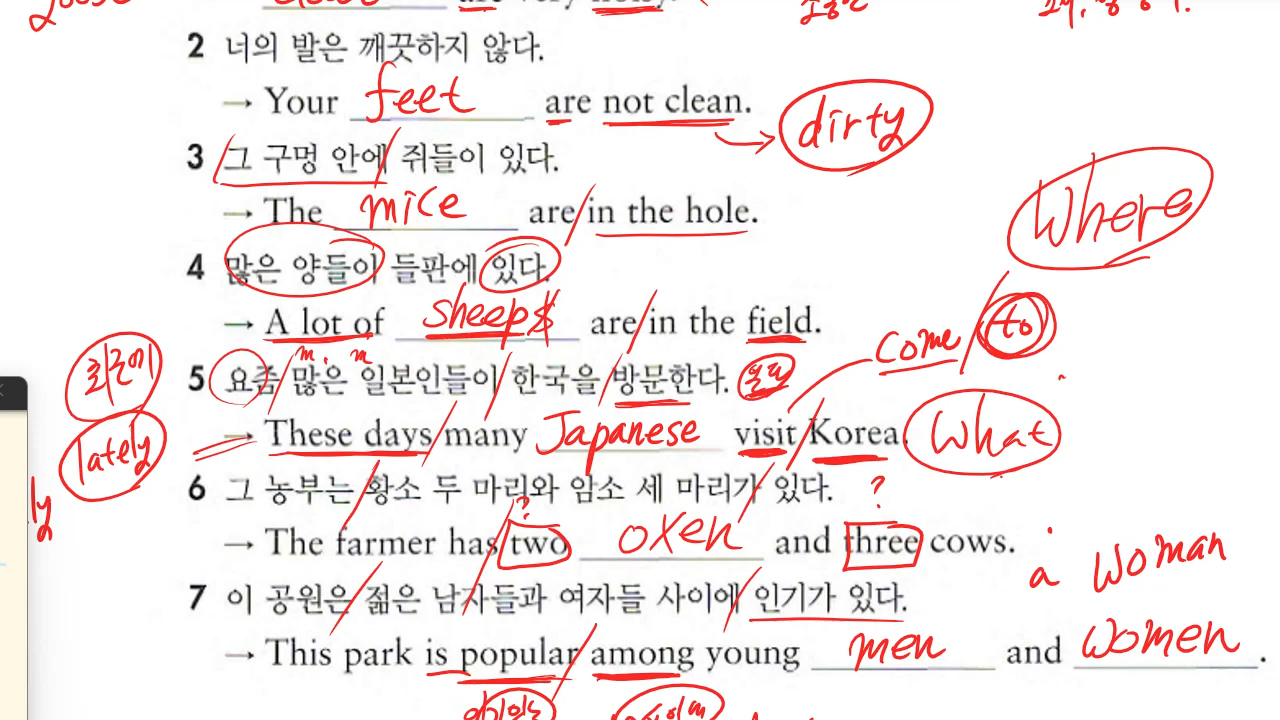 are very noisy.
2 너의 발은 깨끗하지 않다.
→ Your feet are not clean. dirty
3 그 구멍 안에 쥐들이 있다.
→ The mice are in the hole. Where
4 많은 양들이 들판에 있다.
→ A lot of sheeps are in the field. come to
최근에
5 요즘 많은 일본인들이 한국을 방문한다.
lately → These days many Japanese visit Korea. What
6 그 농부는 황소 두 마리와 암소 세 마리가 있다. ?
ly
?
→ The farmer has two oxen and three cows. a woman
7 이 공원은 젊은 남자들과 여자들 사이에 인기가 있다.
→ This park is popular among young men and women.